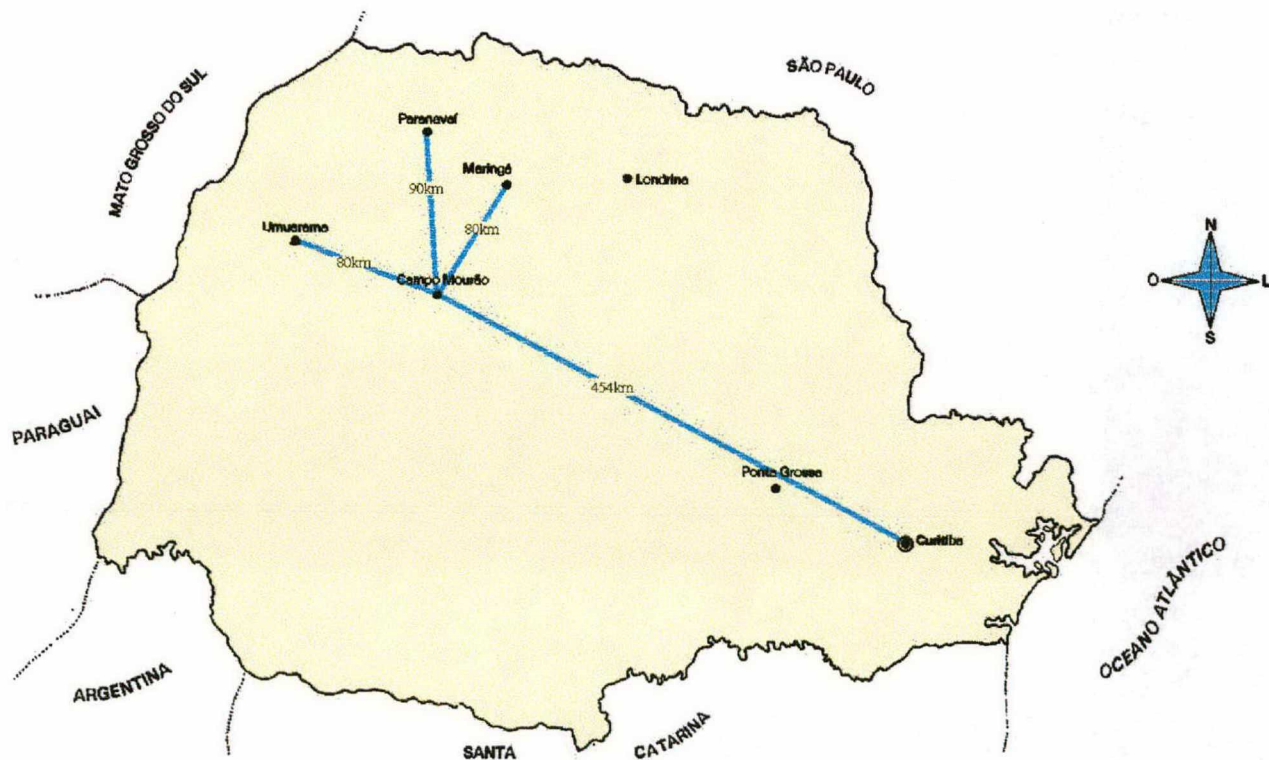 SÃO PAULO
MATO GROSSO DO SUL
Paranavaí
Maringá
Londrina
90km
80km
Umuarama
80km
Campo Mourão
N
O
L
S
454km
PARAGUAI
Ponta Grossa
Curitiba
OCEANO ATLÂNTICO
ARGENTINA
SANTA
CATARINA